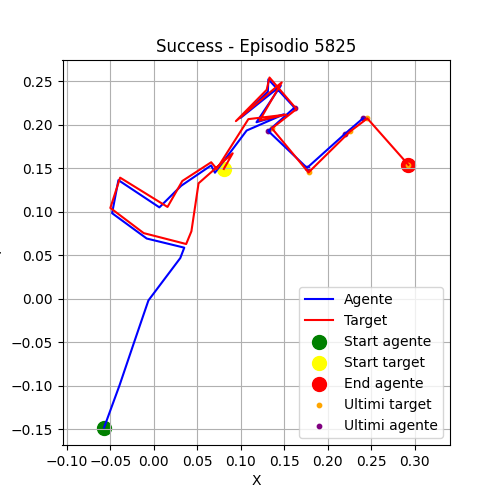 Success - Episodio 5825
0.25
0.20
0.15
0.10
0.05
0.00
−0.05
−0.10
−0.15
Agente
Target
Start agente
Start target
End agente
Ultimi target
Ultimi agente
−0.10 −0.05 0.00 0.05 0.10 0.15 0.20 0.25 0.30
X